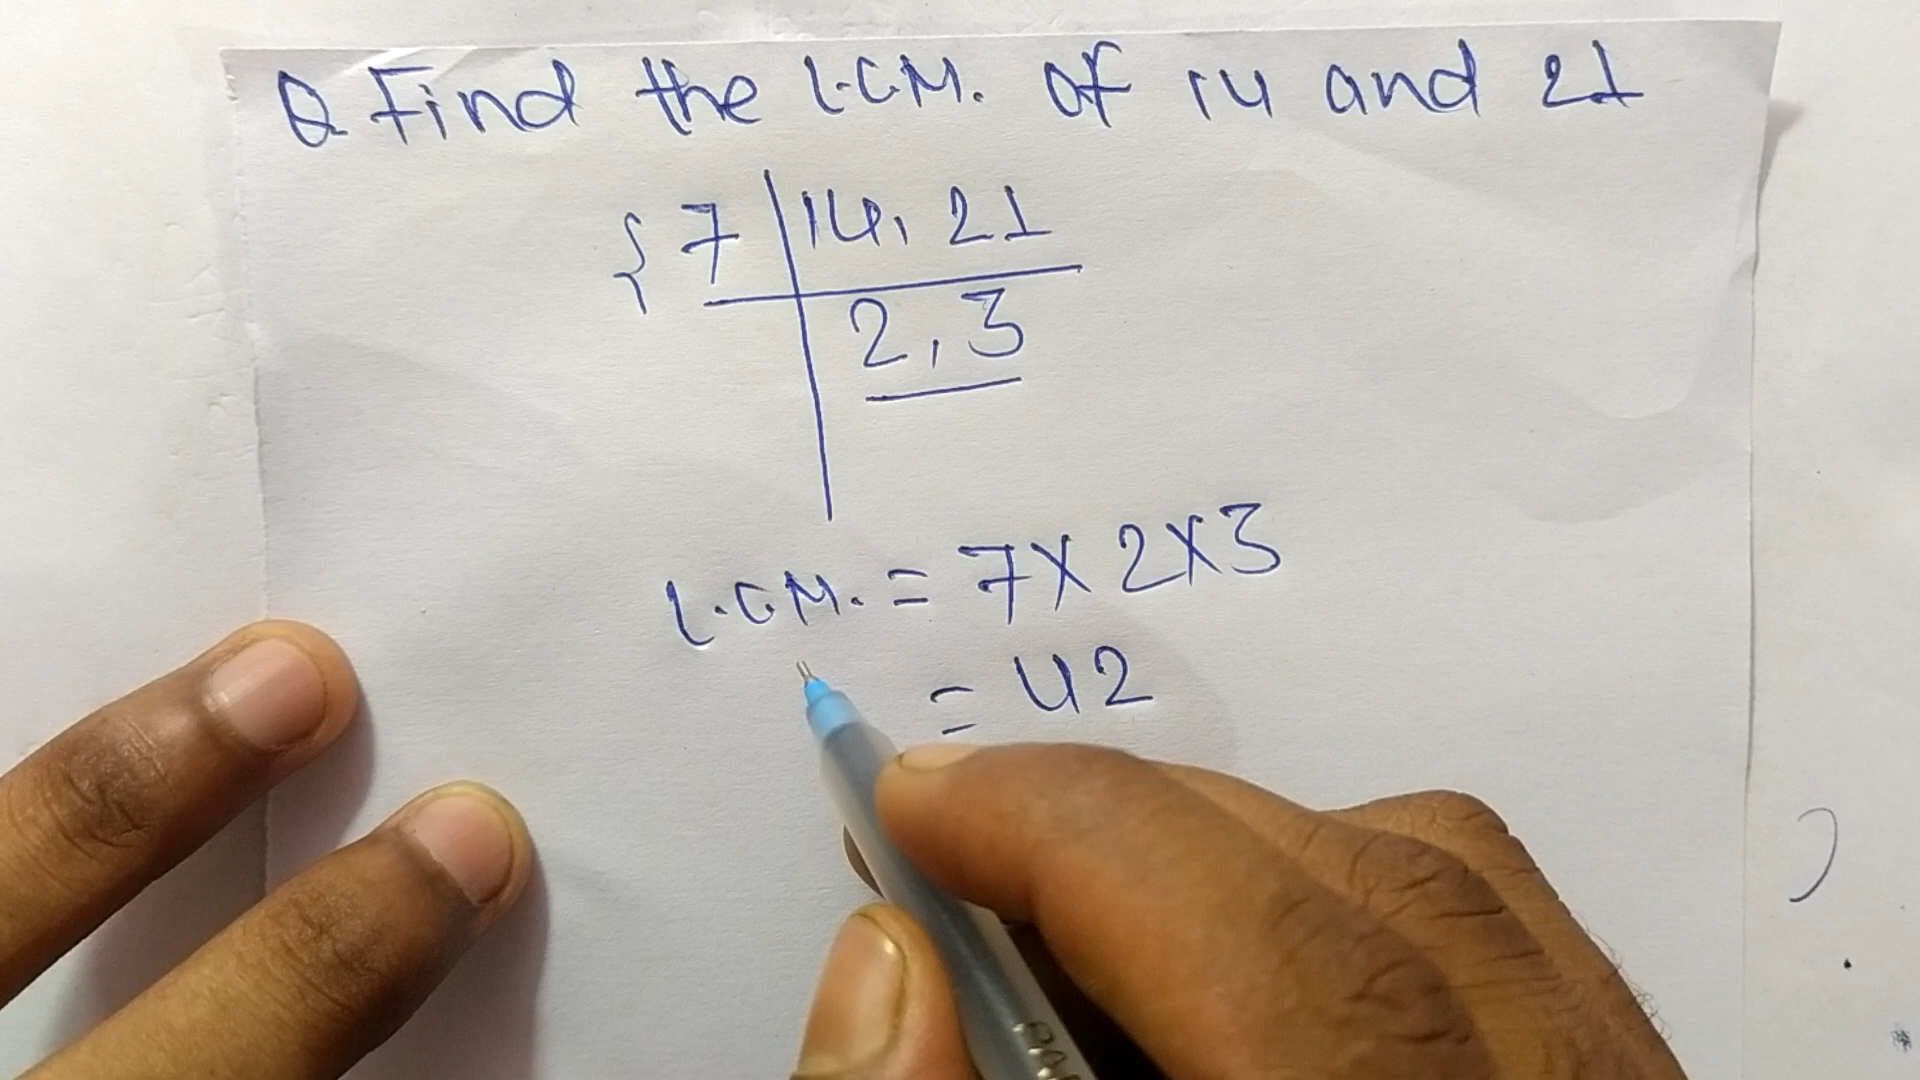 Q Find the L.C.M. of 14 and 21
7 | 14, 21
2, 3
L.C.M. = 7 X 2 X 3
= 42